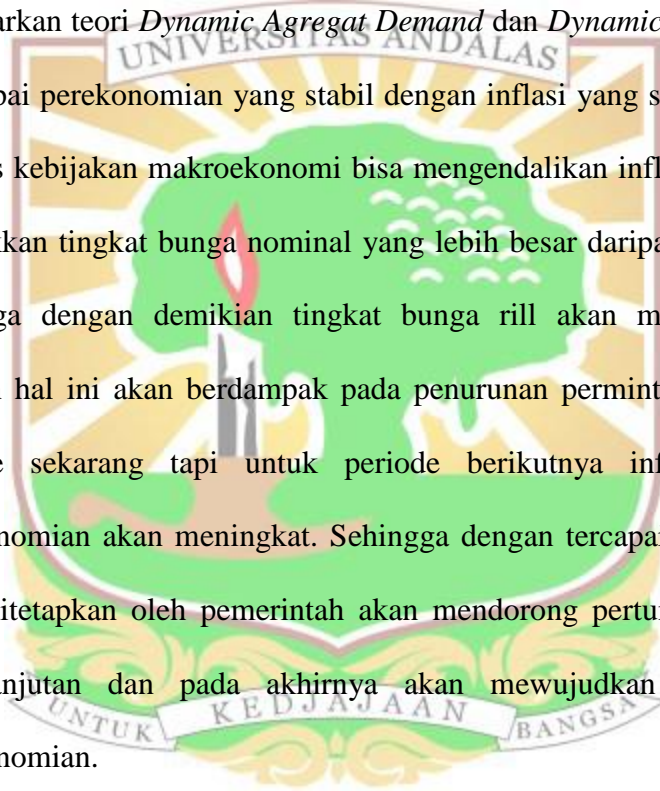 arkan teori Dynamic Agregat Demand dan Dynamic
UNIVERSITAS ANDALAS
pai perekonomian yang stabil dengan inflasi yang s
s kebijakan makroekonomi bisa mengendalikan infl
kkan tingkat bunga nominal yang lebih besar daripa
ga dengan demikian tingkat bunga rill akan m
hal ini akan berdampak pada penurunan permint
e sekarang tapi untuk periode berikutnya inf
nomian akan meningkat. Sehingga dengan tercapa
itetapkan oleh pemerintah akan mendorong pertu
anjutan dan pada akhirnya akan mewujudkan
UNTUK KEDJAJAAN BANGSA
nomian.